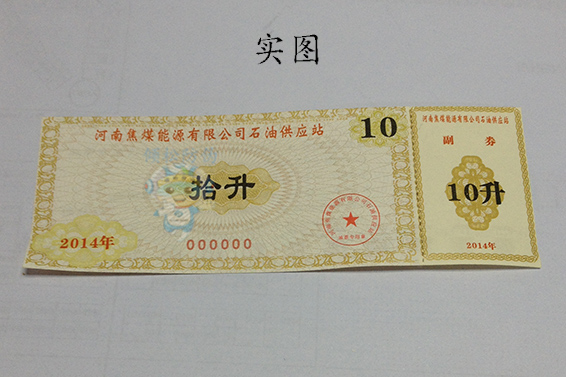 实图
河南焦煤能源有限公司石油供应站
10
拾升
2014年
000000
河南焦煤能源有限公司石油供应站
副券
10升
2014年